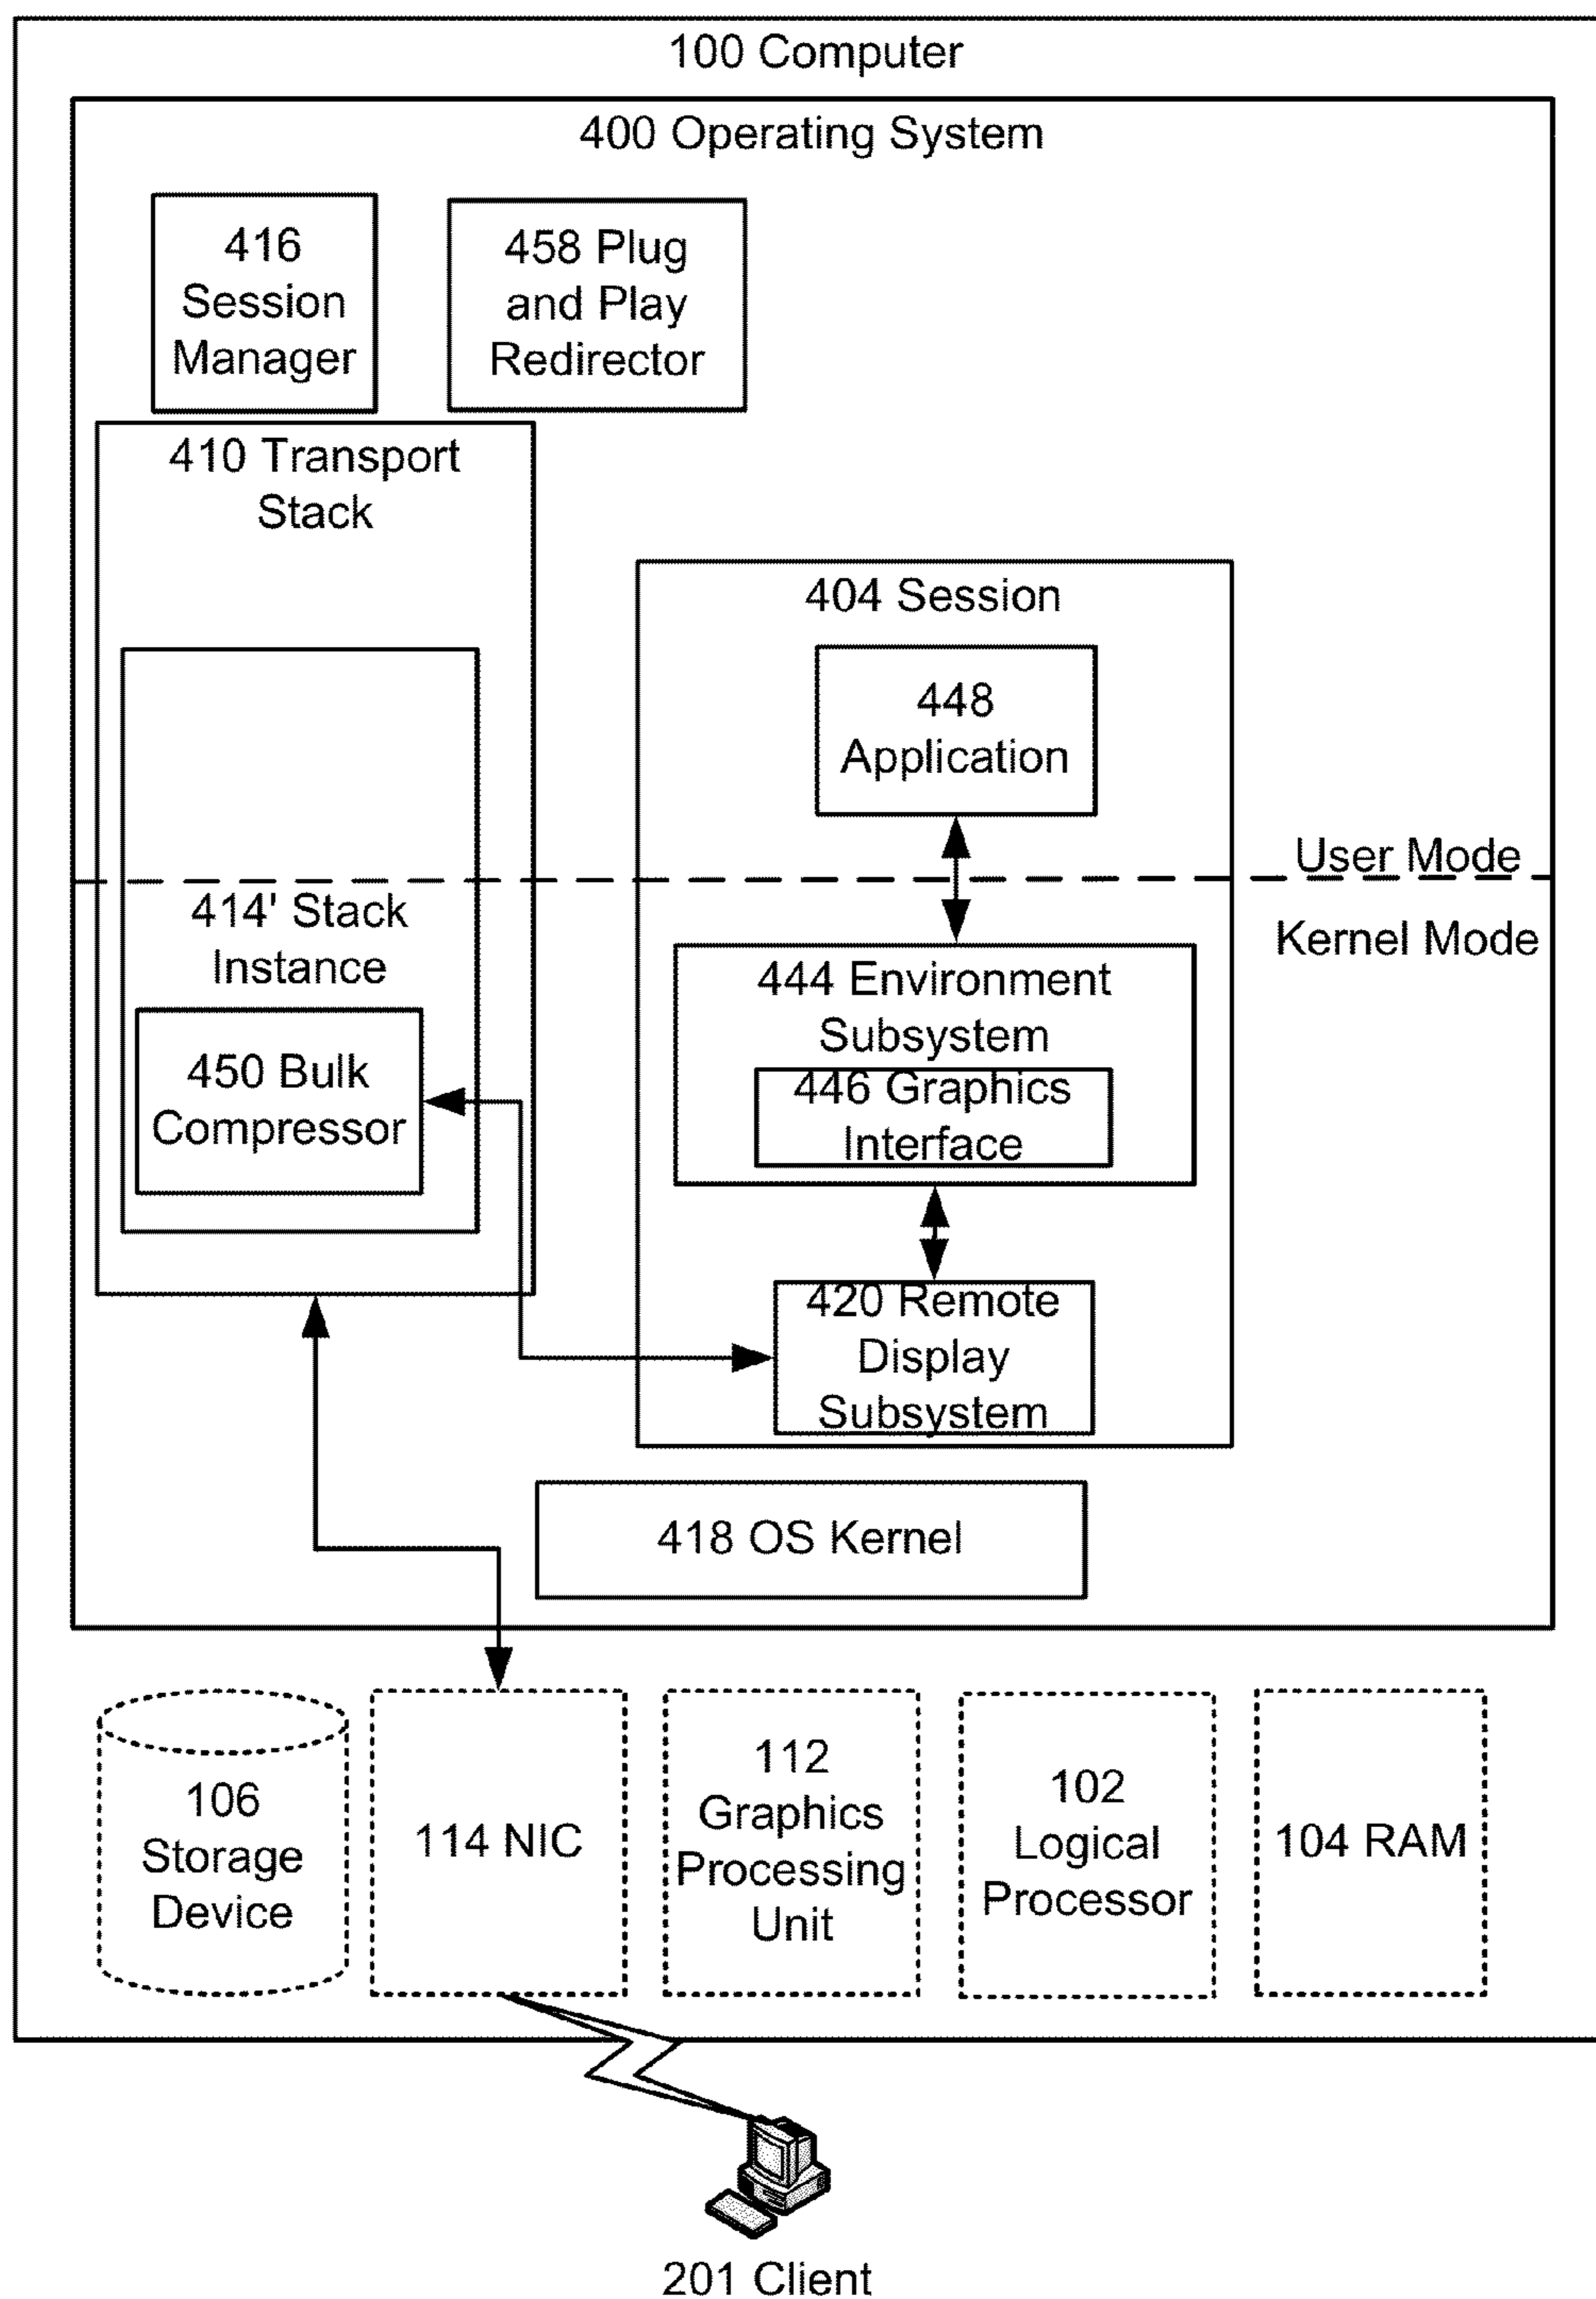 100 Computer
400 Operating System
416
Session
Manager
458 Plug
and Play
Redirector
410 Transport
Stack
404 Session
448
Application
User Mode
Kernel Mode
414' Stack
Instance
450 Bulk
Compressor
444 Environment
Subsystem
446 Graphics
Interface
420 Remote
Display
Subsystem
418 OS Kernel
106
Storage
Device
114 NIC
112
Graphics
Processing
Unit
102
Logical
Processor
104 RAM
201 Client